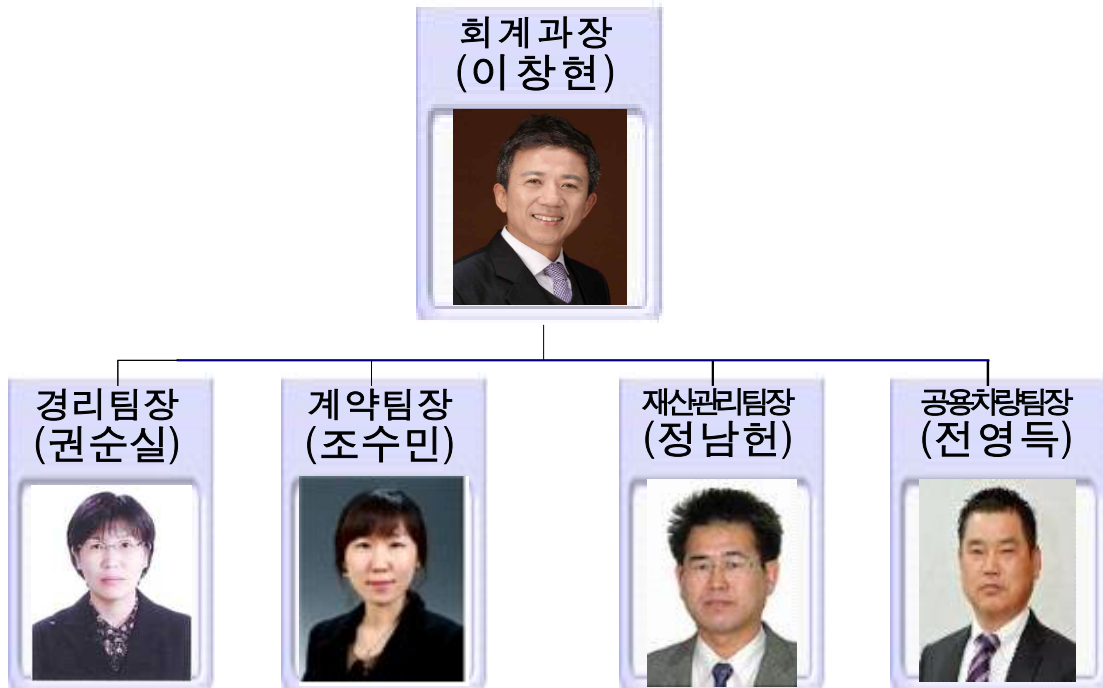 회계과장
(이창현)
경리팀장
(권순실)
계약팀장
(조수민)
재산관리팀장
(정남헌)
공용차량팀장
(전영득)